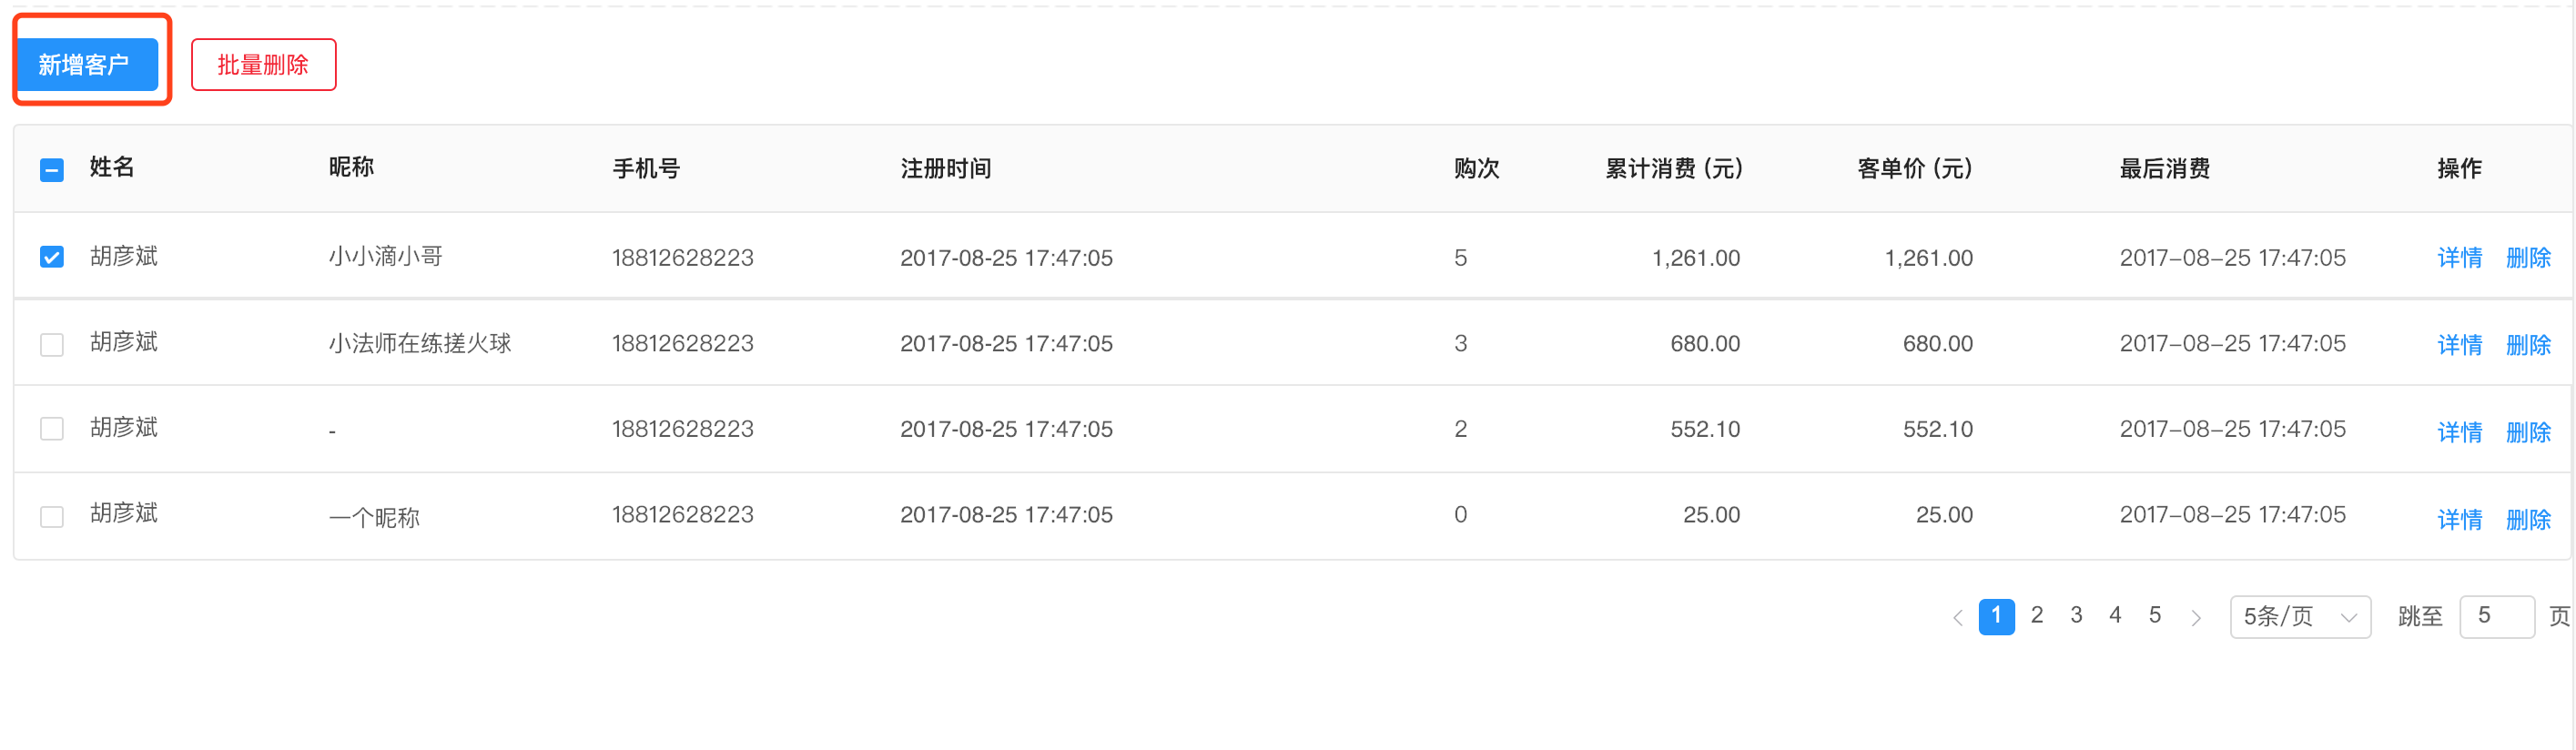 新增客户 批量删除
姓名 昵称 手机号 注册时间 购次 累计消费 (元) 客单价 (元) 最后消费 操作
胡彦斌 小小滴小哥 18812628223 2017-08-25 17:47:05 5 1,261.00 1,261.00 2017-08-25 17:47:05 详情 删除
胡彦斌 小法师在练搓火球 18812628223 2017-08-25 17:47:05 3 680.00 680.00 2017-08-25 17:47:05 详情 删除
胡彦斌 - 18812628223 2017-08-25 17:47:05 2 552.10 552.10 2017-08-25 17:47:05 详情 删除
胡彦斌 一个昵称 18812628223 2017-08-25 17:47:05 0 25.00 25.00 2017-08-25 17:47:05 详情 删除
1 2 3 4 5 5条/页 跳至 5 页